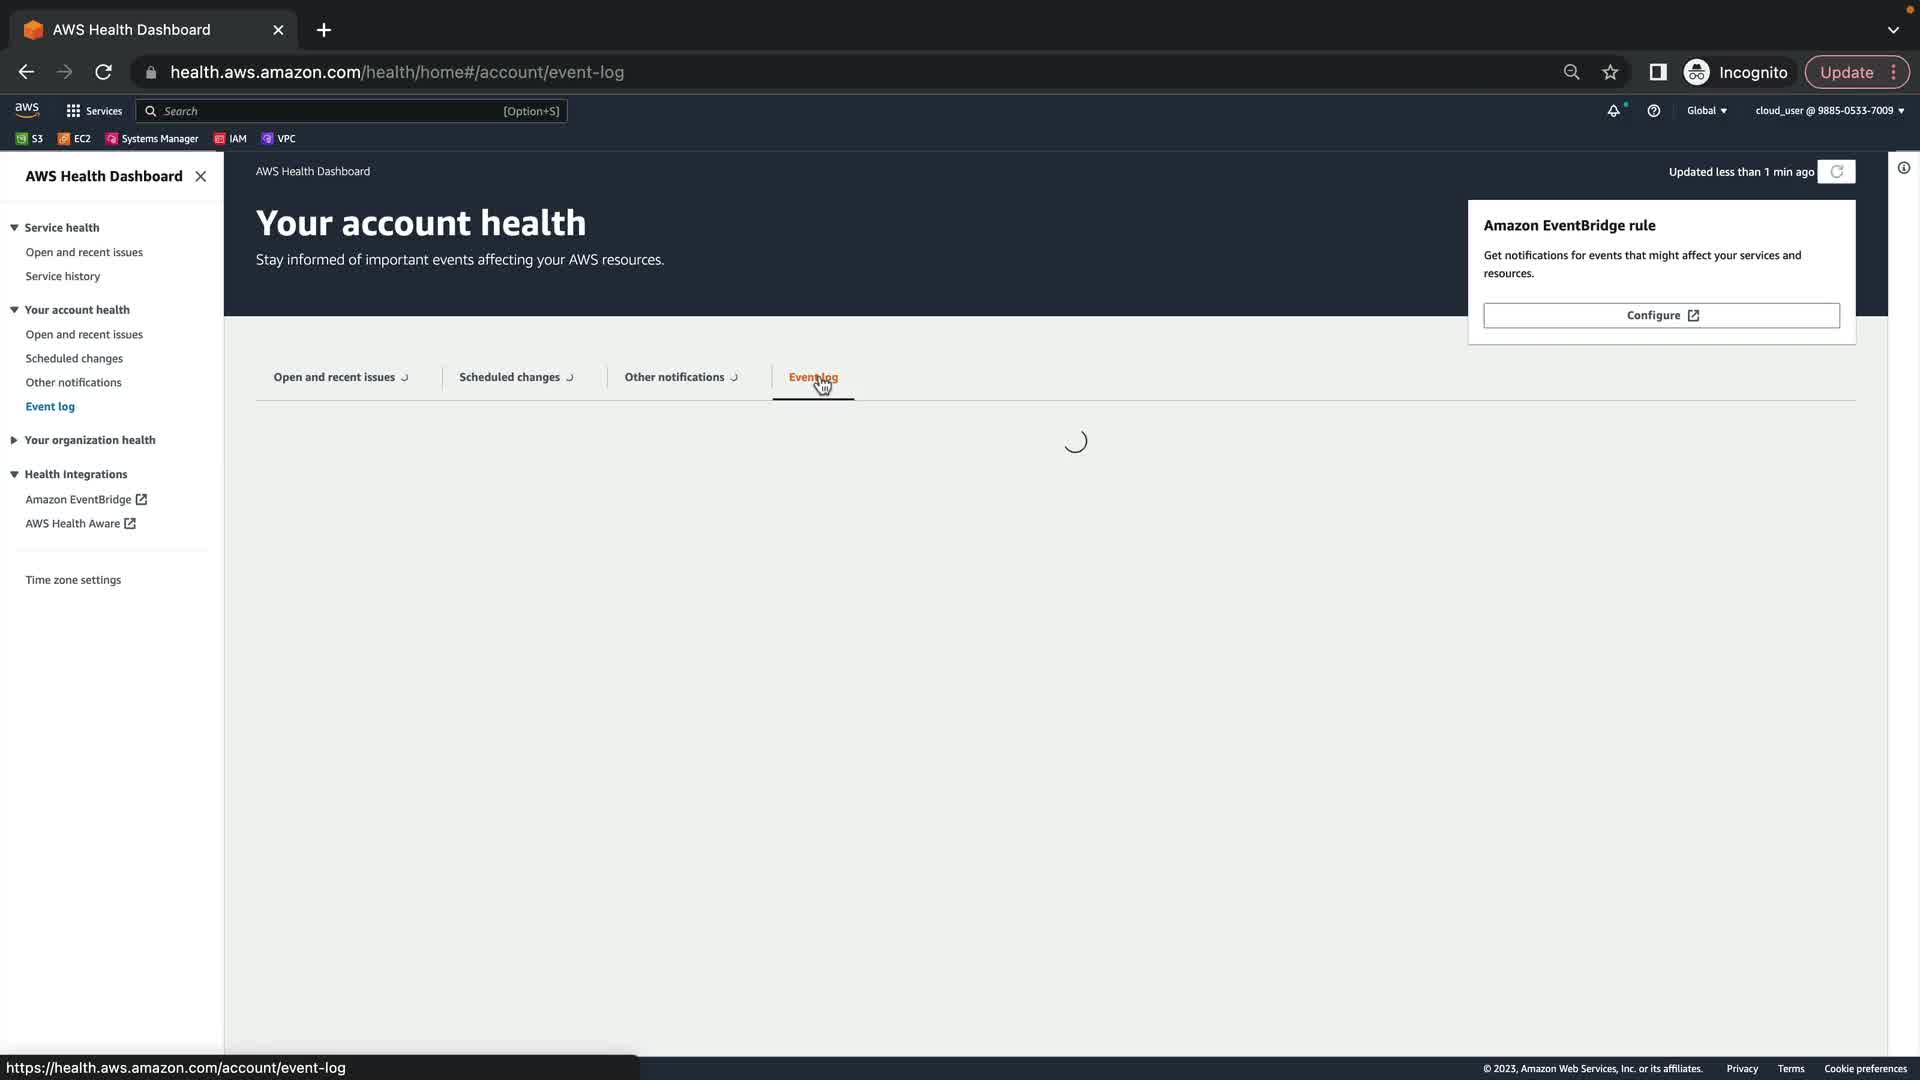 AWS Health Dashboard
health.aws.amazon.com/health/home#/account/event-log
Incognito
Update
aws
Services
Search
[Option+S]
Global
cloud_user @ 9885-0533-7009
S3
EC2
Systems Manager
IAM
VPC
AWS Health Dashboard
Service health
Open and recent issues
Service history
Your account health
Open and recent issues
Scheduled changes
Other notifications
Event log
Your organization health
Health Integrations
Amazon EventBridge
AWS Health Aware
Time zone settings
AWS Health Dashboard
Updated less than 1 min ago
Your account health
Stay informed of important events affecting your AWS resources.
Amazon EventBridge rule
Get notifications for events that might affect your services and
resources.
Configure
Open and recent issues
Scheduled changes
Other notifications
Event log
https://health.aws.amazon.com/account/event-log
© 2023, Amazon Web Services, Inc. or its affiliates.
Privacy
Terms
Cookie preferences